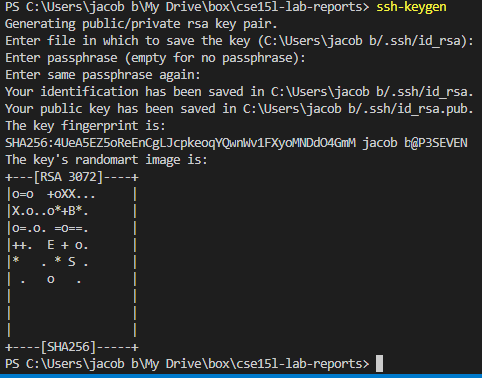 PS C:\Users\jacob b\My Drive\box\cse15l-lab-reports> ssh-keygen
Generating public/private rsa key pair.
Enter file in which to save the key (C:\Users\jacob b/.ssh/id_rsa):
Enter passphrase (empty for no passphrase):
Enter same passphrase again:
Your identification has been saved in C:\Users\jacob b/.ssh/id_rsa.
Your public key has been saved in C:\Users\jacob b/.ssh/id_rsa.pub.
The key fingerprint is:
SHA256:4UeA5EZ5oReEnCgLJcpkeoqYQwnWv1FXyoMNDdO4GmM jacob b@P3SEVEN
The key's randomart image is:
+---[RSA 3072]----+
|o=o  +oXX...     |
|X.o..o*+B*.      |
|o=.o. =o==.      |
|++.  E + o.      |
|*   . * S .      |
| .   o   .       |
|                 |
|                 |
|                 |
+----[SHA256]-----+
PS C:\Users\jacob b\My Drive\box\cse15l-lab-reports>